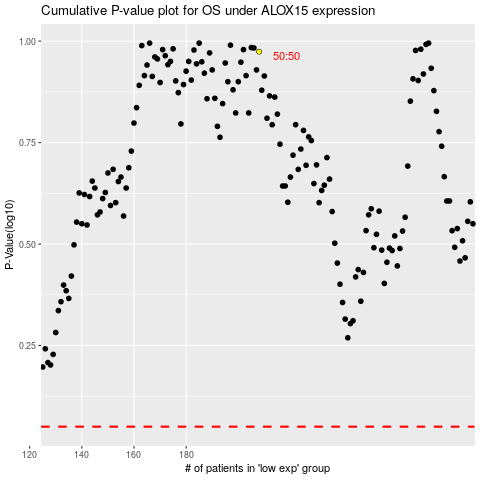 Cumulative P-value plot for OS under ALOX15 expression
1.00
50:50
0.75
P-Value(log10)
0.50
0.25
120 140 160 180
# of patients in 'low exp' group